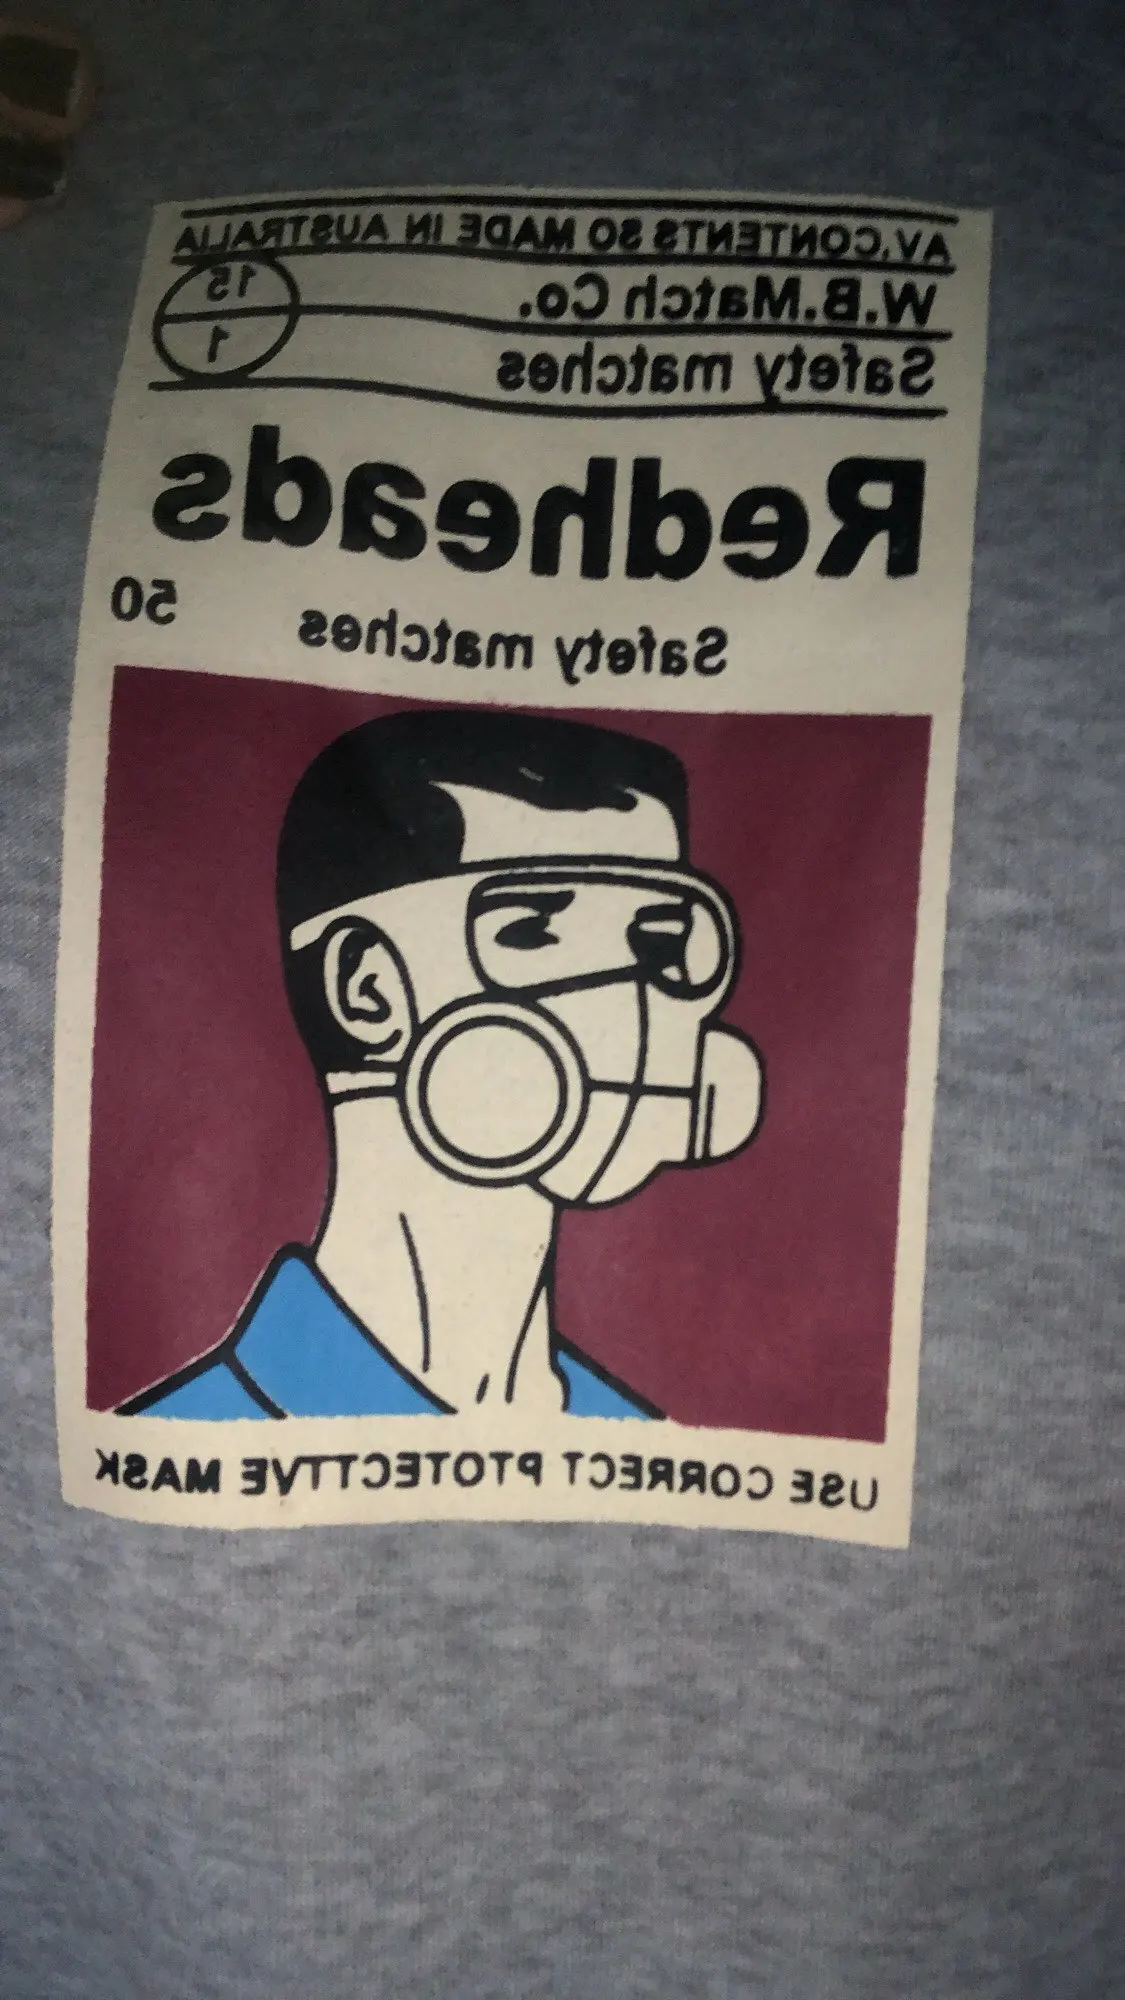 AV.CONTENTS 50 MADE IN AUSTRALIA
W.B.Match Co.
15
1
Safety matches
Redheads
50
Safety matches
USE CORRECT PTOTECTTVE MASK